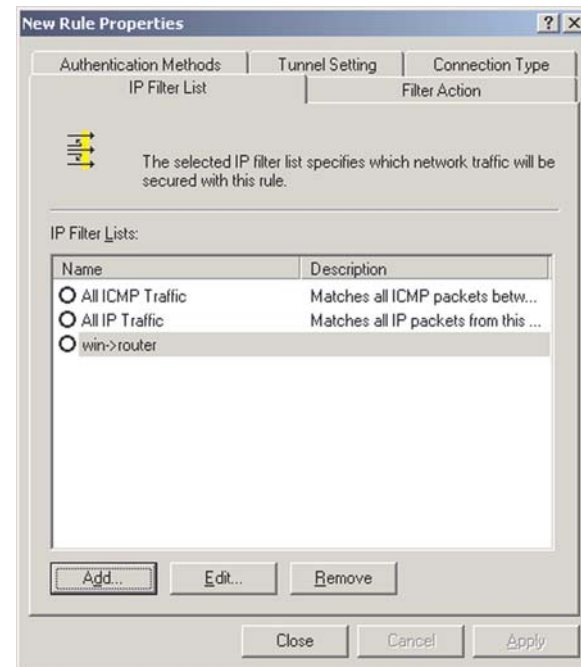 New Rule Properties
Authentication Methods
Tunnel Setting
Connection Type
IP Filter List
Filter Action
The selected IP filter list specifies which network traffic will be
secured with this rule.
IP Filter Lists:
Name Description
All ICMP Traffic Matches all ICMP packets betw...
All IP Traffic Matches all IP packets from this ...
win->router
Add... Edit... Remove
Close Cancel Apply